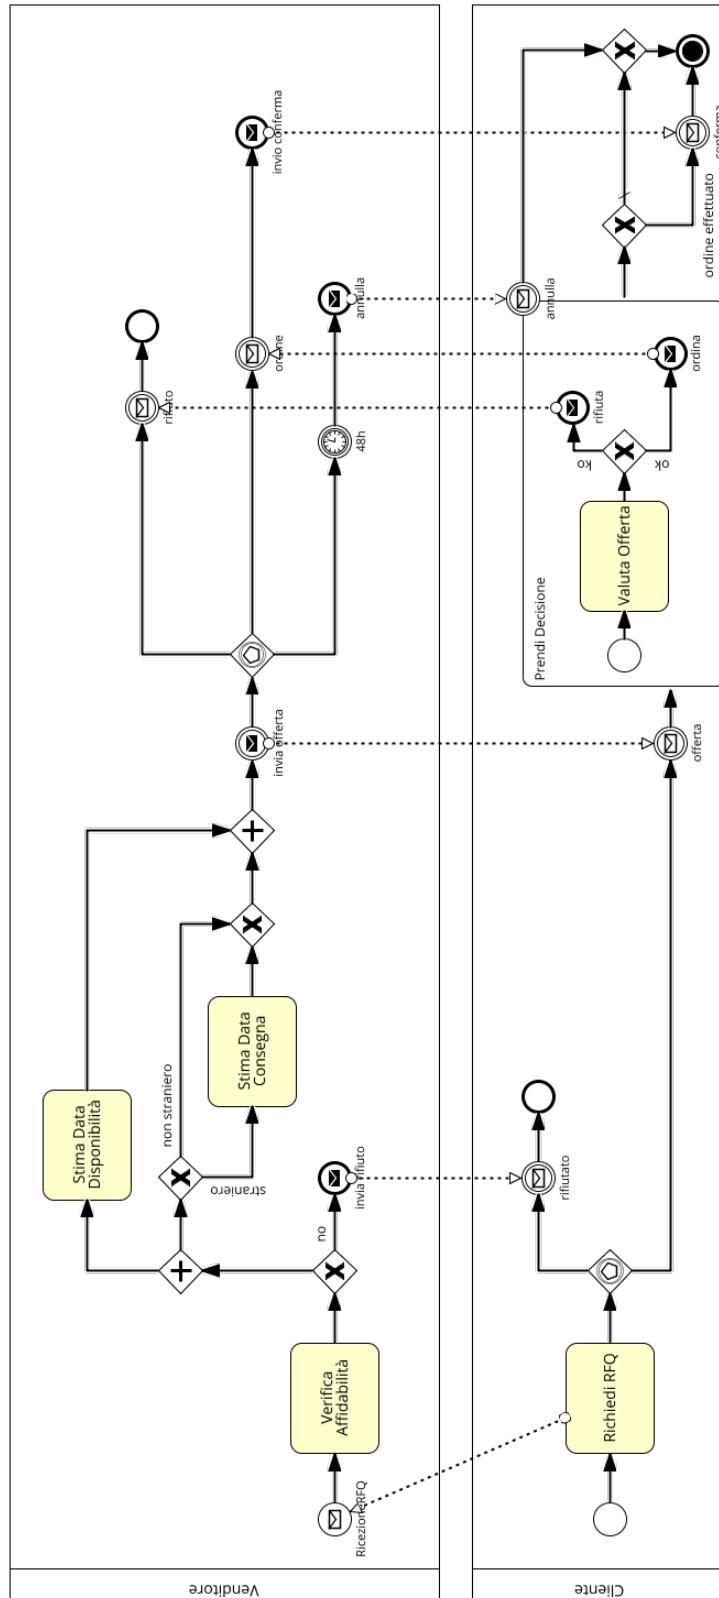 Venditore
RicezioneRFQ
Verifica
Affidabilità
no
invia rifiuto
Stima Data
Disponibilità
straniero
non straniero
Stima Data
Consegna
invia offerta
48h
annulla
rifiuto
ordine
invio conferma
Cliente
Richiedi RFQ
rifiutato
offerta
Prendi Decisione
Valuta Offerta
ko
ok
rifiuta
ordina
annulla
ordine effettuato
conferma